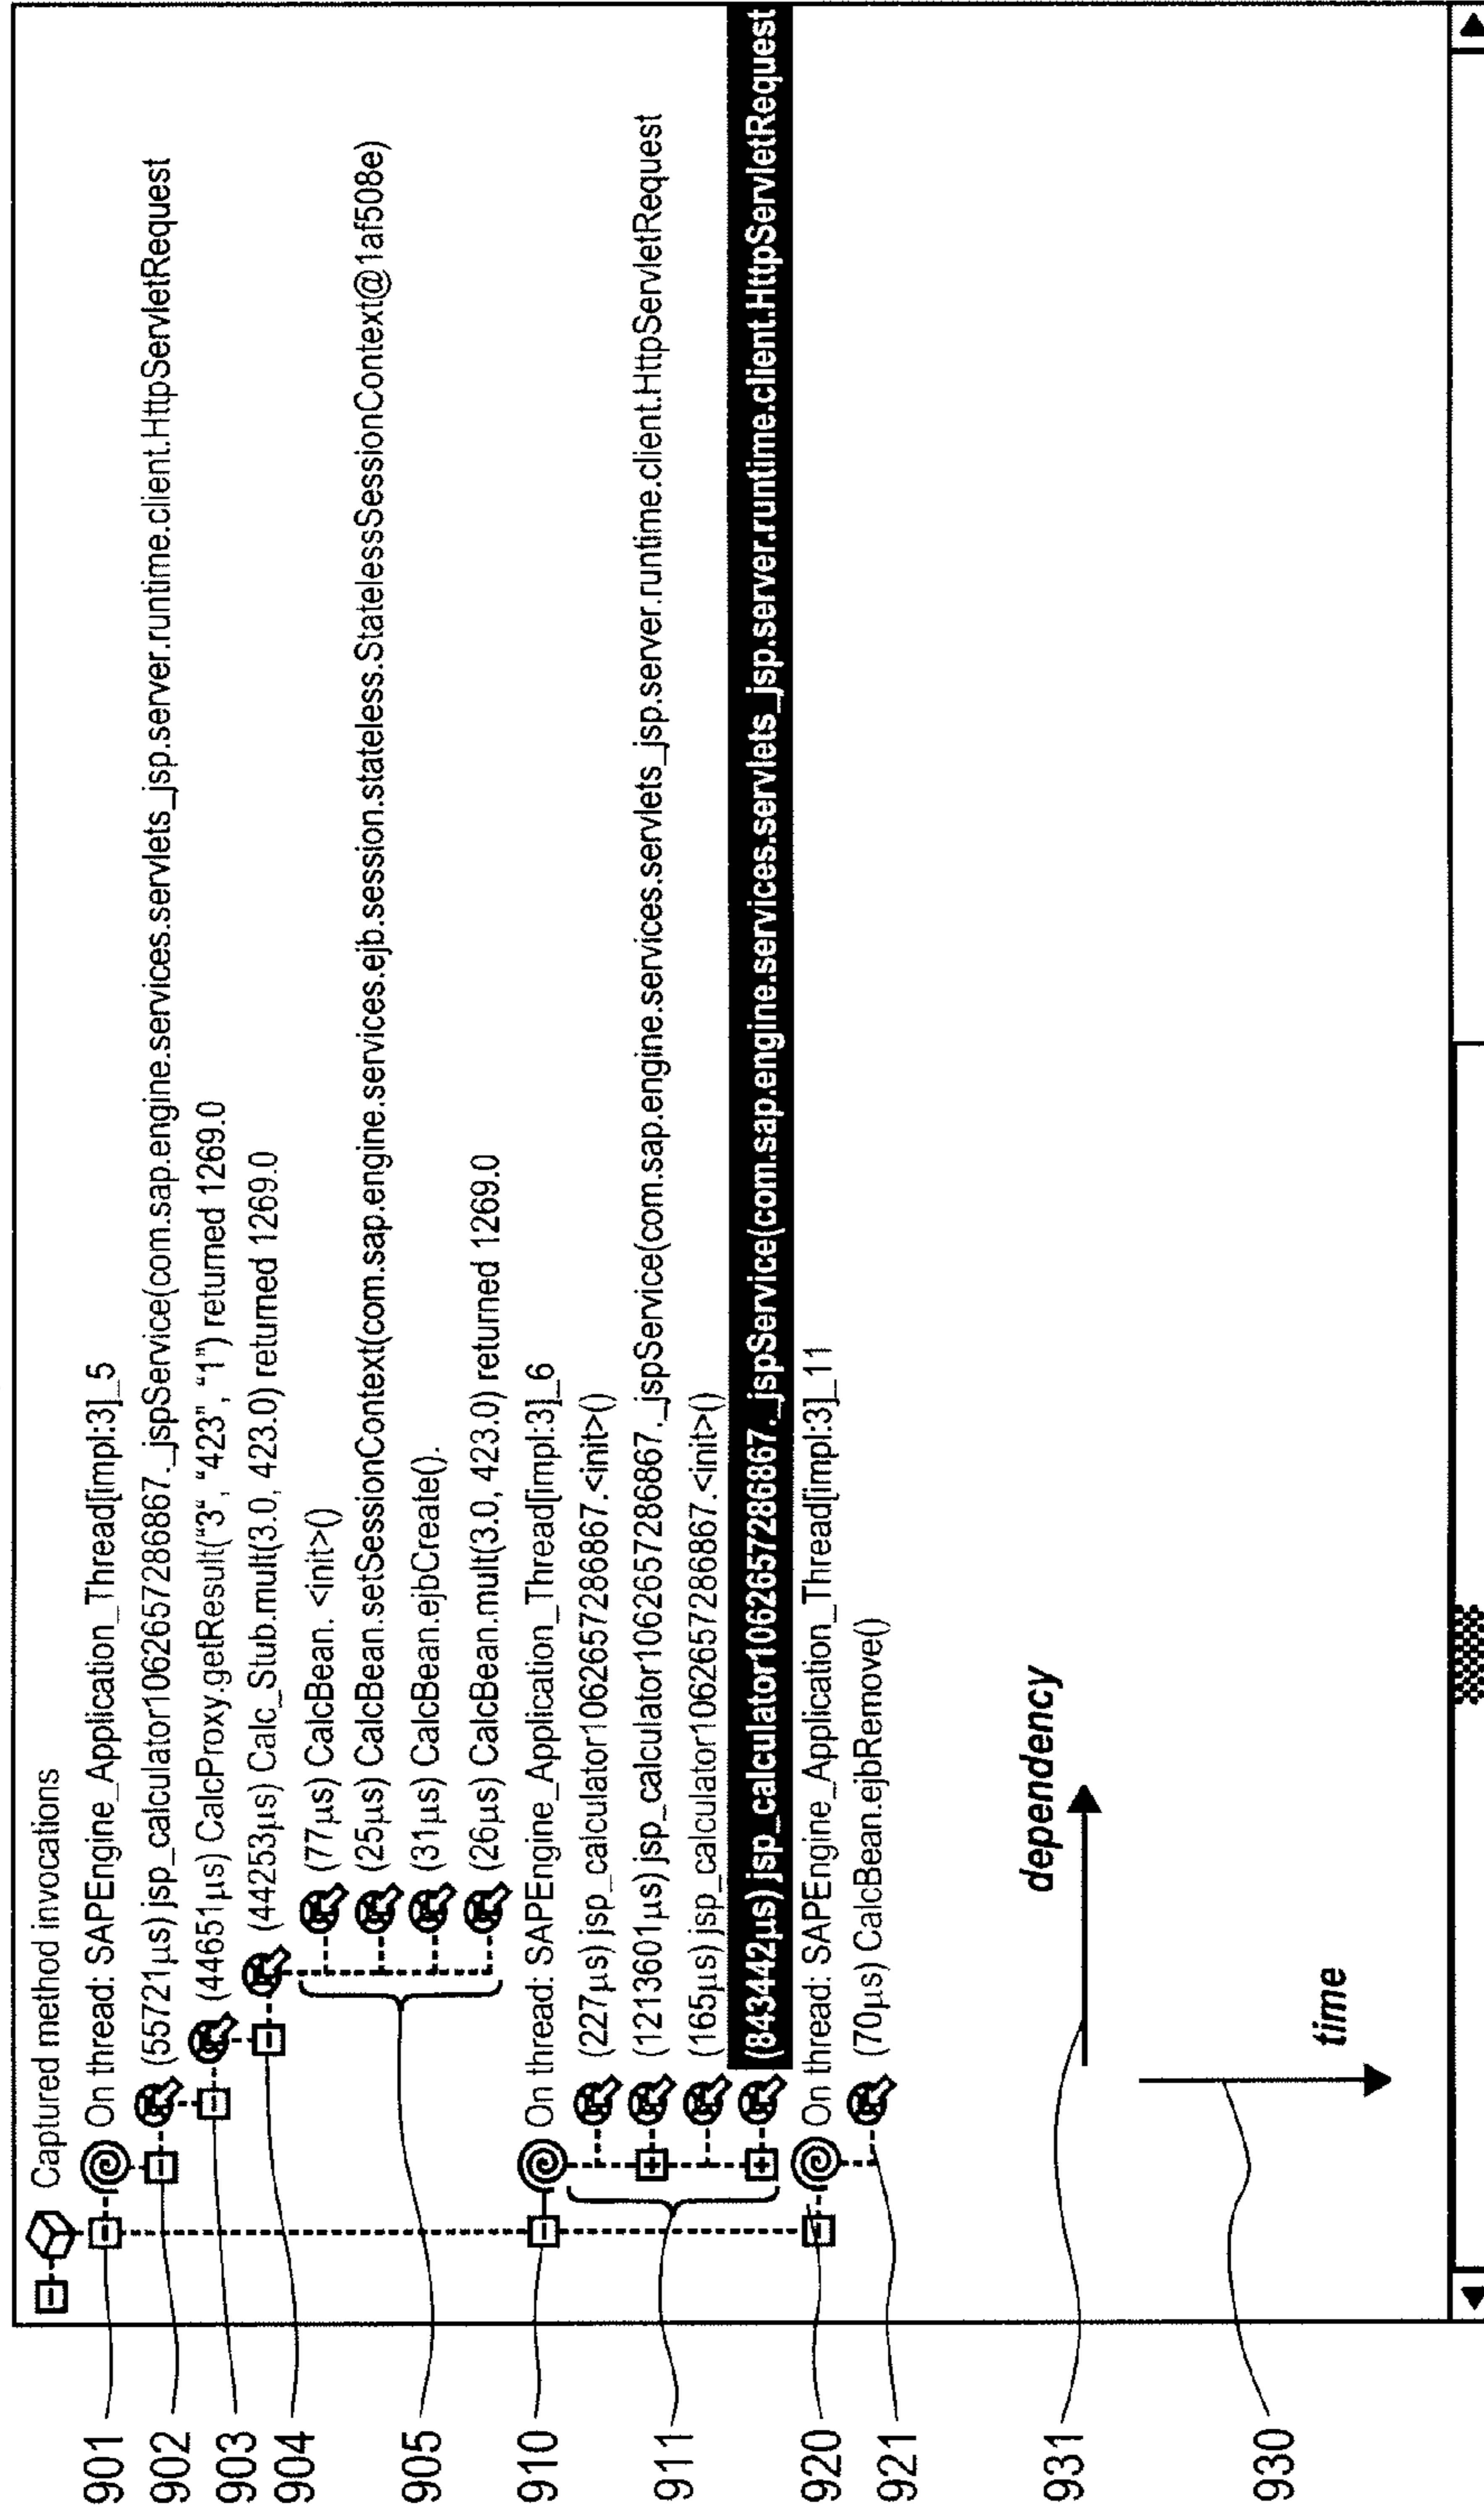 Captured method invocations
901 On thread: SAPEngine_Application_Thread[impl:3]_5
902 (55721µs) jsp_calculator1062657286867._jspService(com.sap.engine.services.servlets_jsp.server.runtime.client.HttpServletRequest
903 (44651µs) CalcProxy.getResult("3", "423", "1") returned 1269.0
904 (44253µs) Calc_Stub.mult(3.0, 423.0) returned 1269.0
(77µs) CalcBean. <init>()
(25µs) CalcBean.setSessionContext(com.sap.engine.services.ejb.session.stateless.StatelessSessionContext@1af508e)
905 (31µs) CalcBean.ejbCreate().
(26µs) CalcBean.mult(3.0, 423.0) returned 1269.0
910 On thread: SAPEngine_Application_Thread[impl:3]_6
(227µs) jsp_calculator1062657286867.<init>()
911 (1213601µs) jsp_calculator1062657286867._jspService(com.sap.engine.services.servlets_jsp.server.runtime.client.HttpServletRequest
(165µs) jsp_calculator1062657286867.<init>()
(843442µs) jsp_calculator1062657286867._jspService(com.sap.engine.services.servlets_jsp.server.runtime.client.HttpServletRequest
920 On thread: SAPEngine_Application_Thread[impl:3]_11
921 (70µs) CalcBean.ejbRemove()
dependency
931
930
time